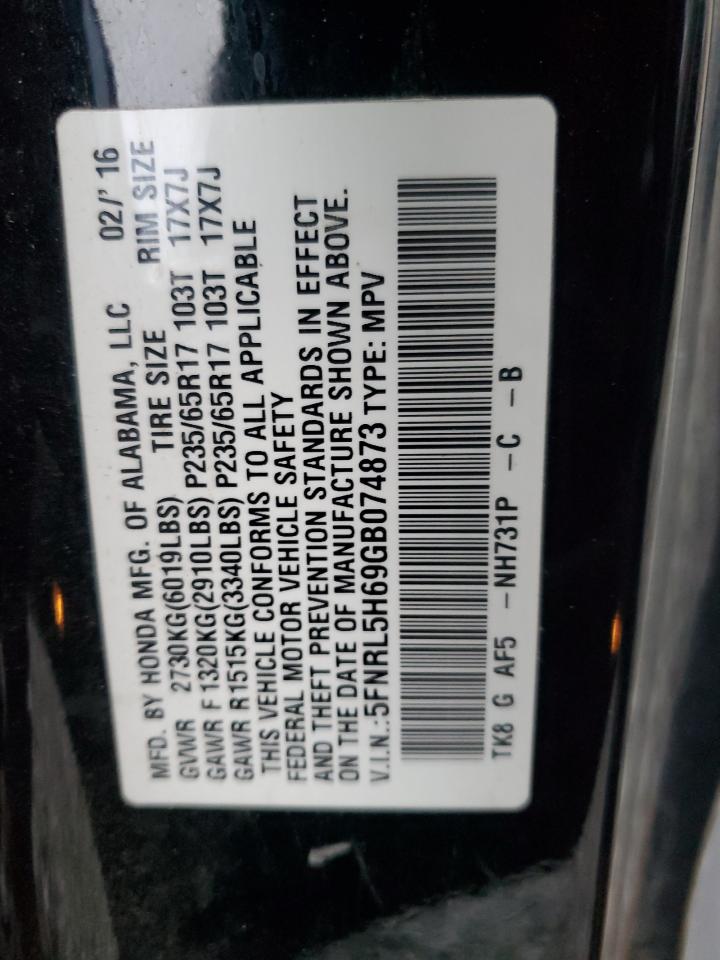 MFD. BY HONDA MFG. OF ALABAMA, LLC 02/' 16
GVWR 2730KG(6019LBS) TIRE SIZE RIM SIZE
GAWR F 1320KG(2910LBS) P235/65R17 103T 17X7J
GAWR R1515KG(3340LBS) P235/65R17 103T 17X7J
THIS VEHICLE CONFORMS TO ALL APPLICABLE
FEDERAL MOTOR VEHICLE SAFETY
AND THEFT PREVENTION STANDARDS IN EFFECT
ON THE DATE OF MANUFACTURE SHOWN ABOVE.
V.I.N.:5FNRL5H69GB074873 TYPE: MPV
TK8 G AF5 -NH731P -C -B